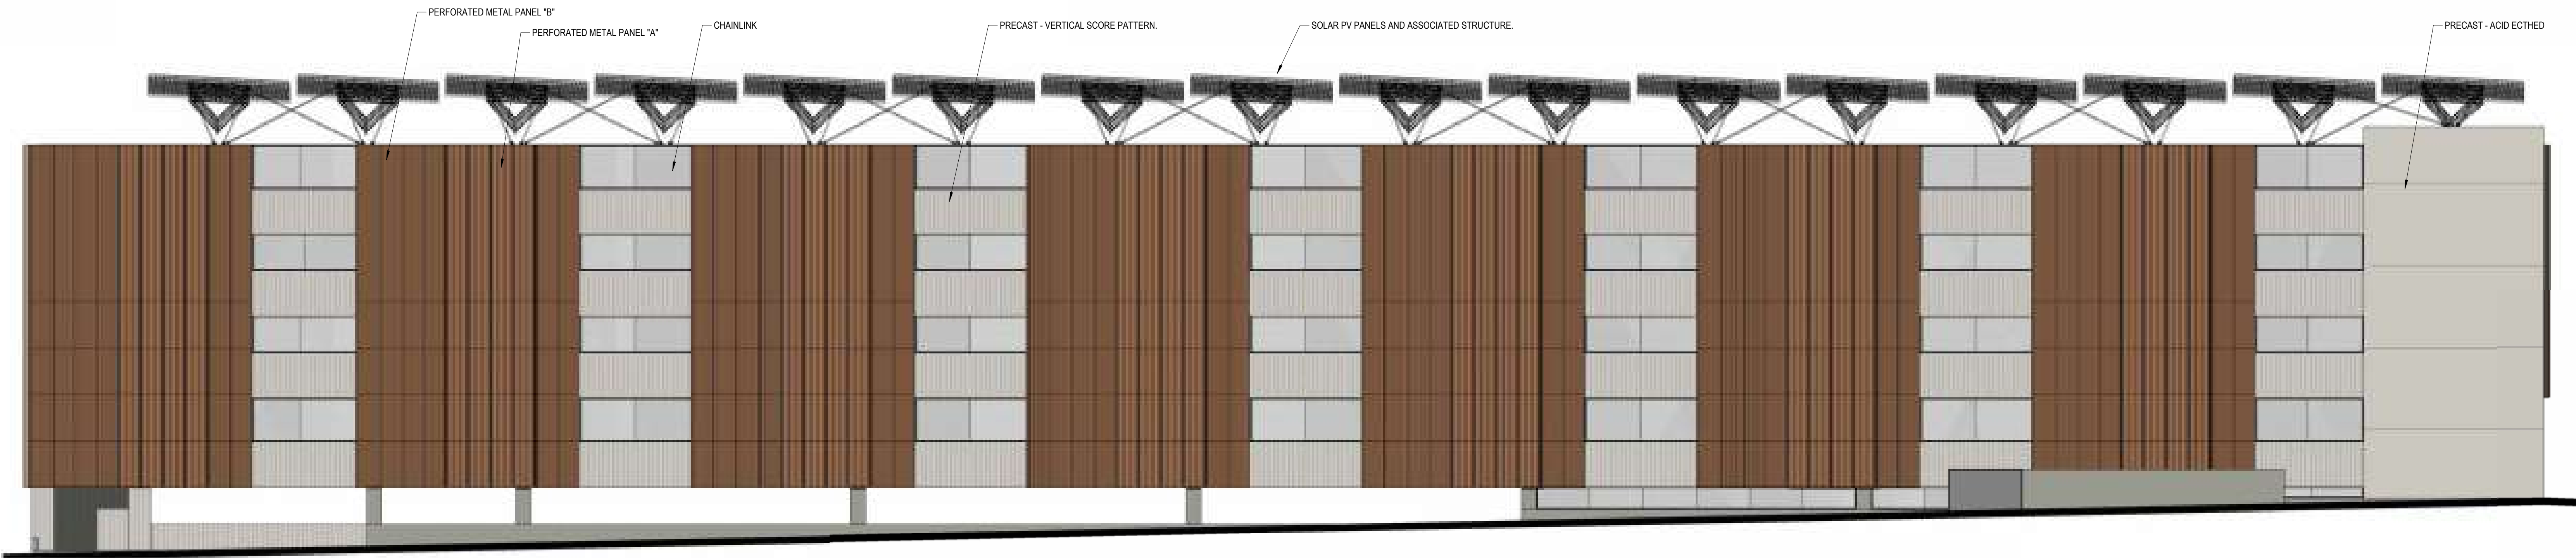 PERFORATED METAL PANEL "B"
PERFORATED METAL PANEL "A"
CHAINLINK
PRECAST - VERTICAL SCORE PATTERN.
SOLAR PV PANELS AND ASSOCIATED STRUCTURE.
PRECAST - ACID ECTHED